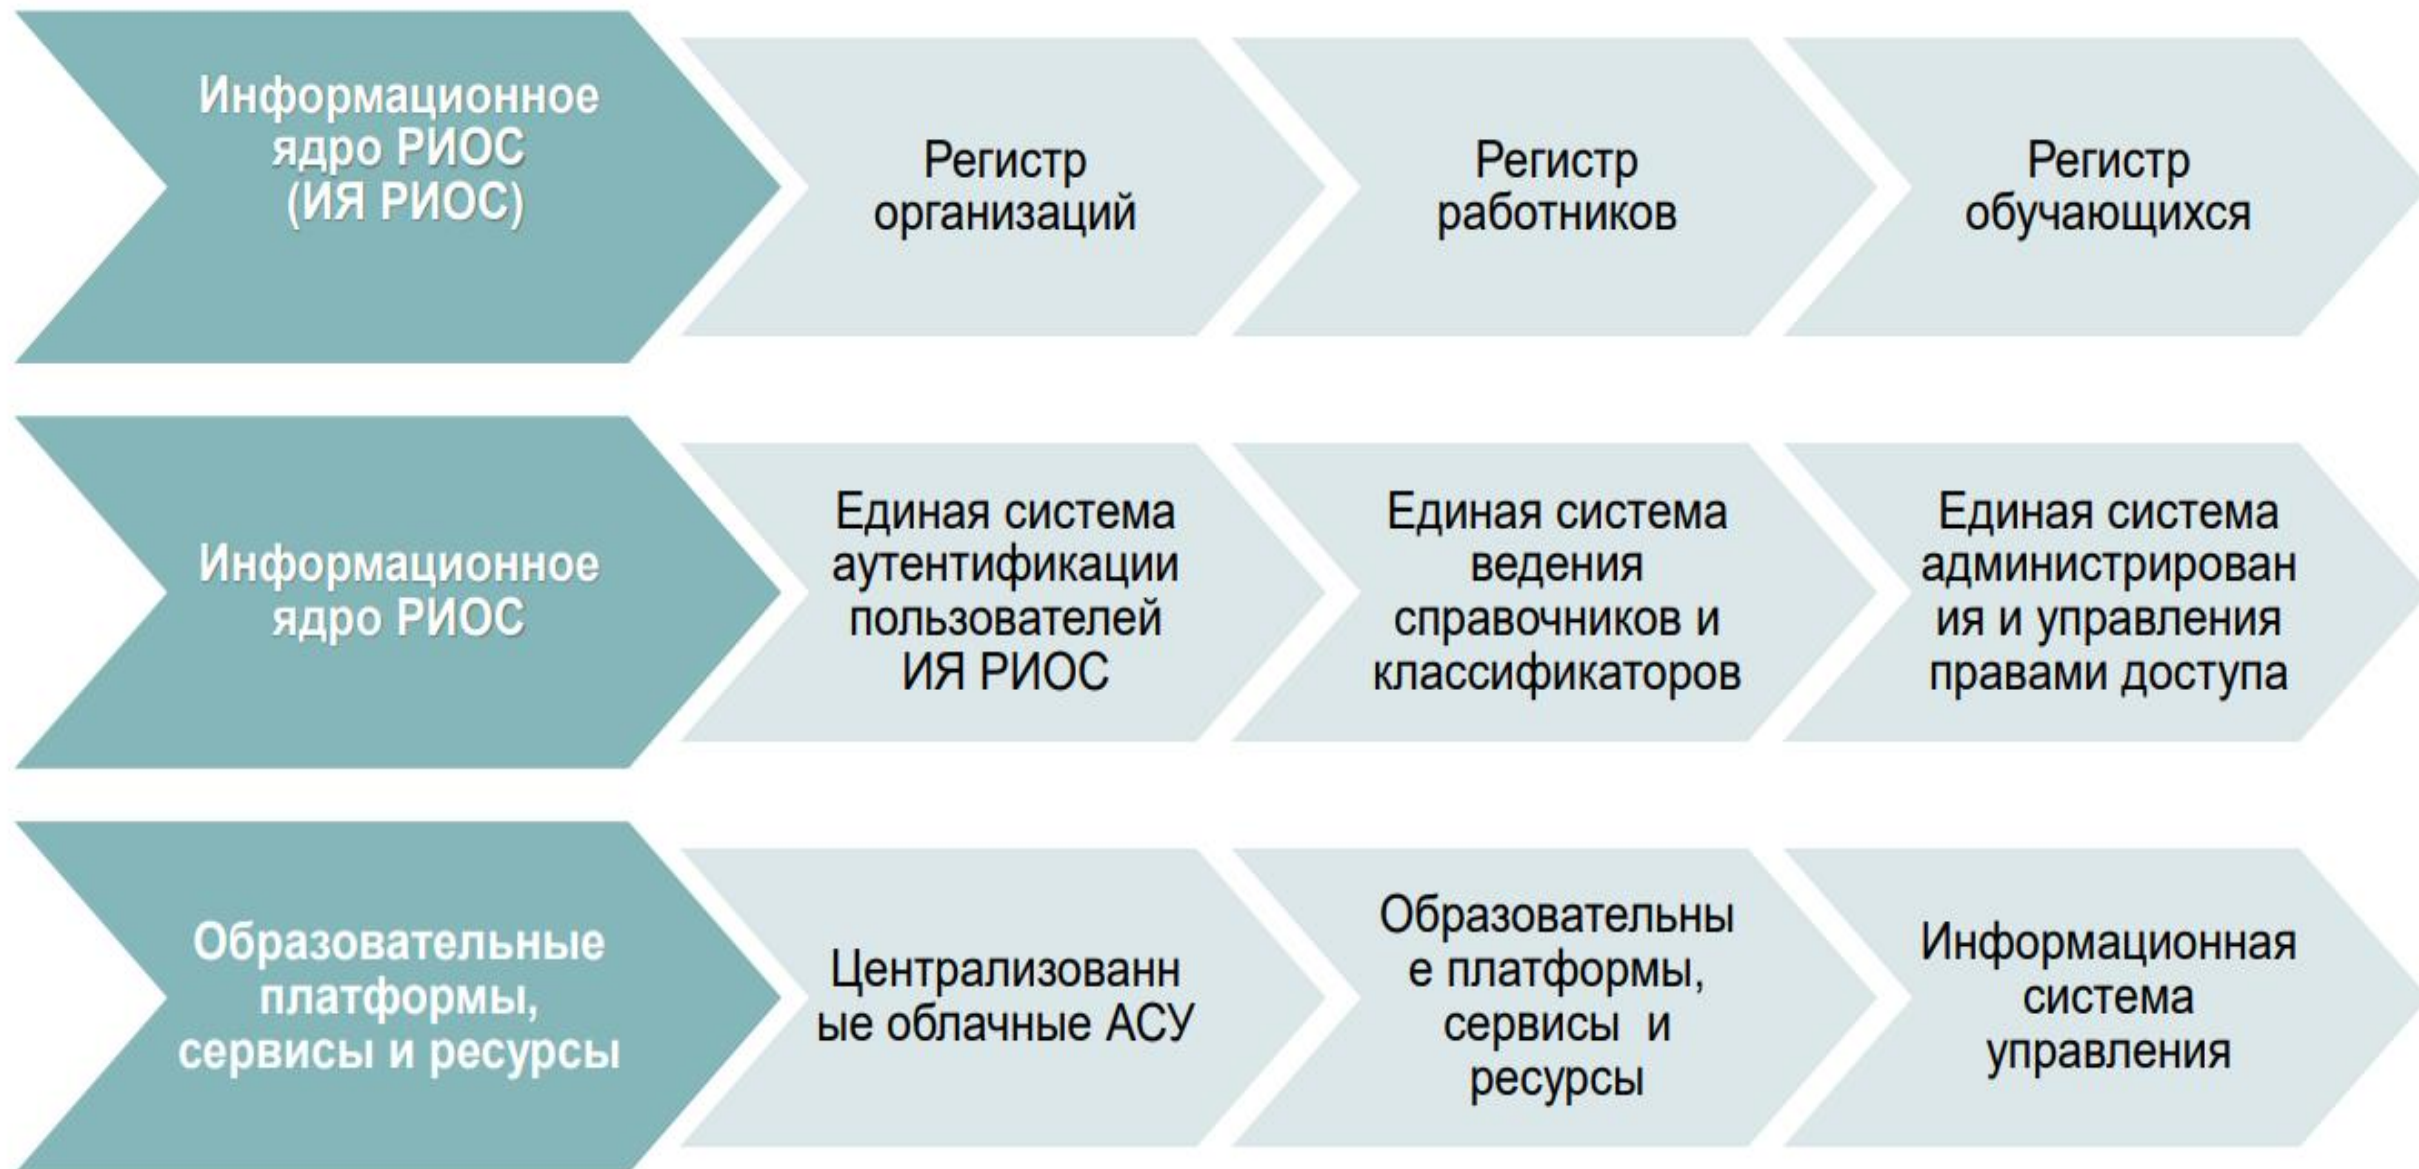 Информационное
ядро РИОС
(ИЯ РИОС)
Регистр
организаций
Регистр
работников
Регистр
обучающихся
Информационное
ядро РИОС
Единая система
аутентификации
пользователей
ИЯ РИОС
Единая система
ведения
справочников и
классификаторов
Единая система
администрирован
ия и управления
правами доступа
Образовательные
платформы,
сервисы и ресурсы
Централизованн
ые облачные АСУ
Образовательны
е платформы,
сервисы и
ресурсы
Информационная
система
управления